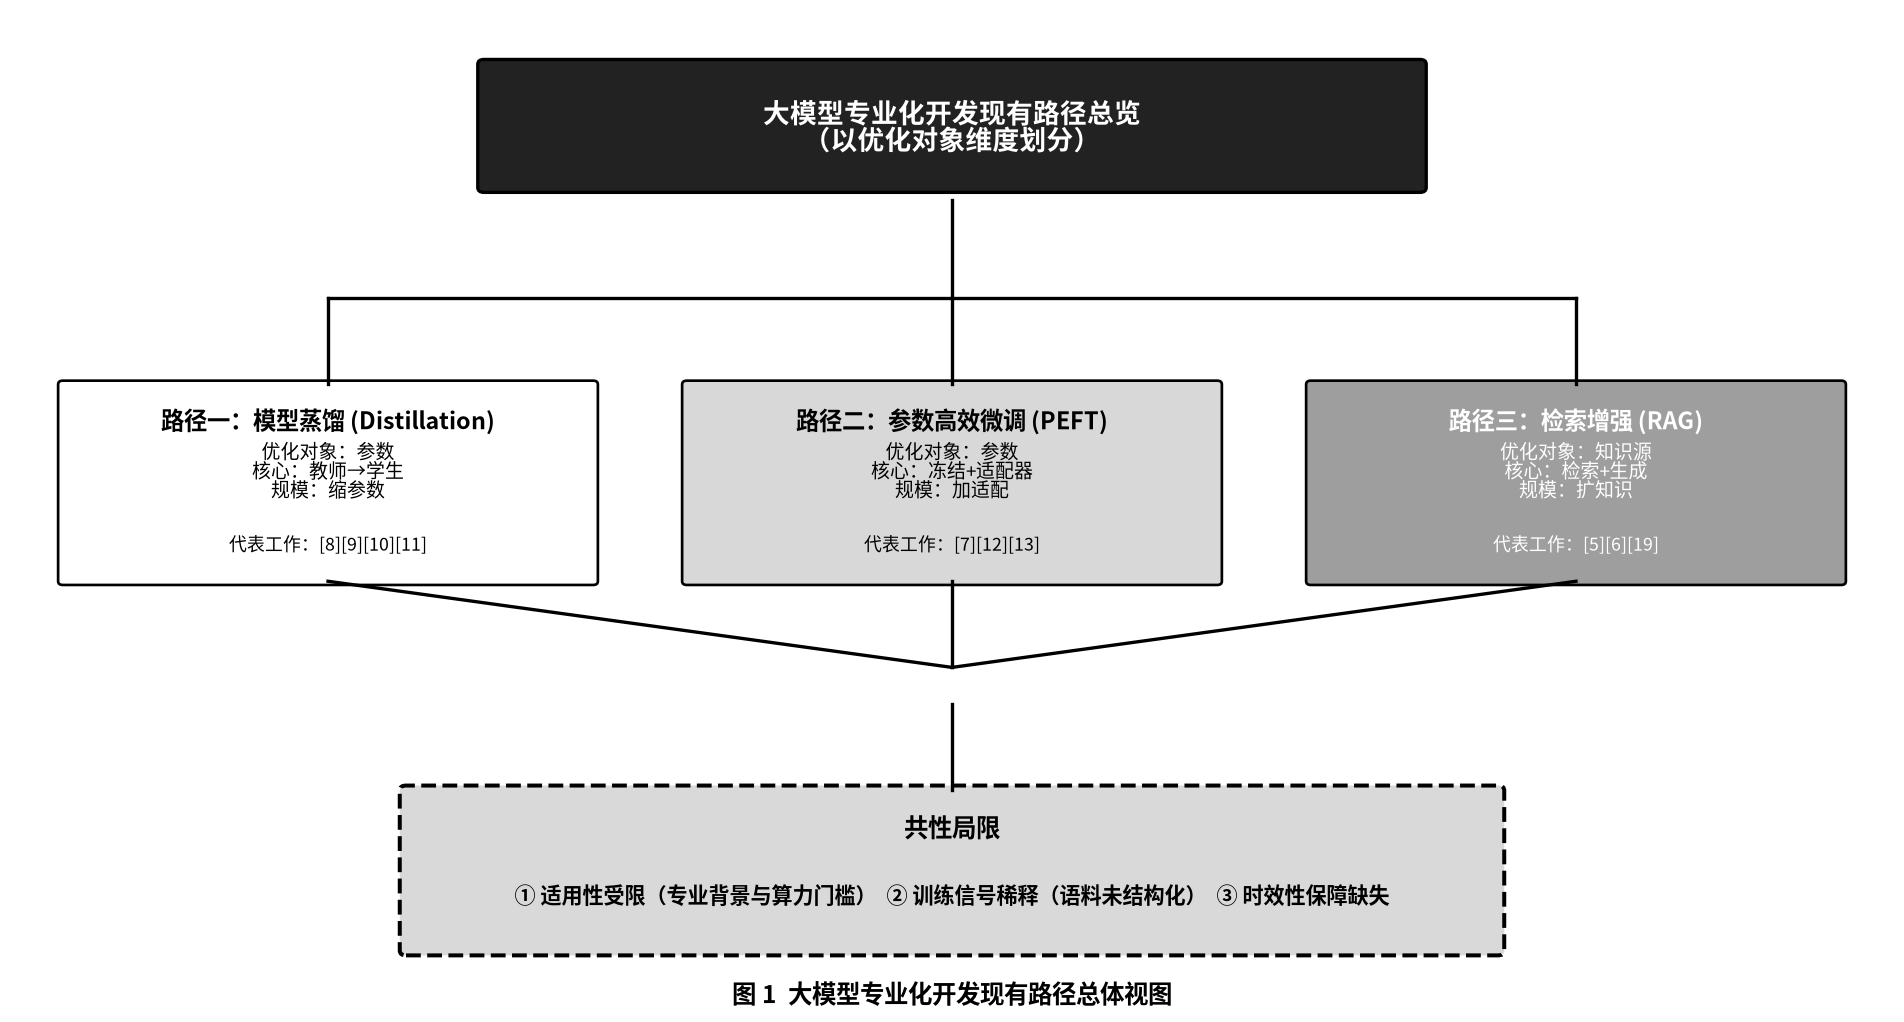 大模型专业化开发现有路径总览
（以优化对象维度划分）
路径一：模型蒸馏 (Distillation)
优化对象：参数
核心：教师→学生
规模：缩参数
代表工作：[8][9][10][11]
路径二：参数高效微调 (PEFT)
优化对象：参数
核心：冻结+适配器
规模：加适配
代表工作：[7][12][13]
路径三：检索增强 (RAG)
优化对象：知识源
核心：检索+生成
规模：扩知识
代表工作：[5][6][19]
共性局限
① 适用性受限（专业背景与算力门槛） ② 训练信号稀释（语料未结构化） ③ 时效性保障缺失
图 1 大模型专业化开发现有路径总体视图